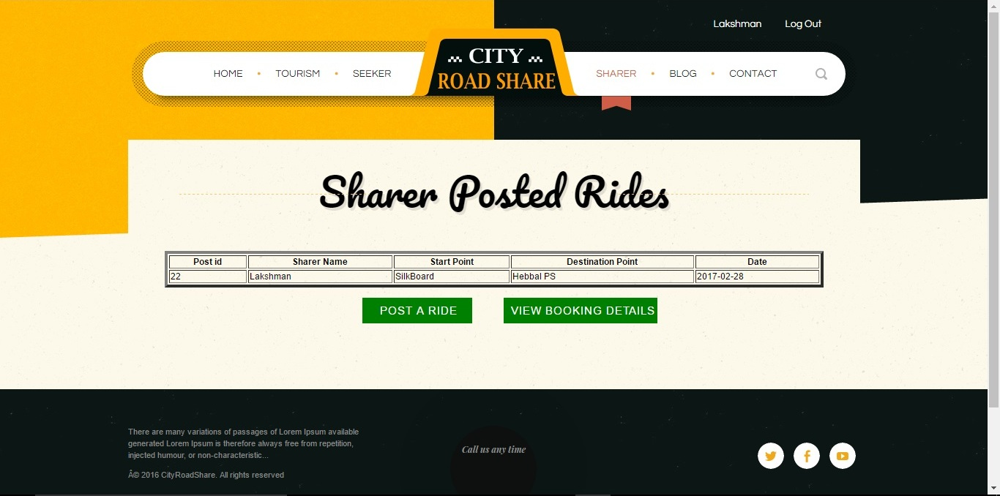 Lakshman Log Out
HOME • TOURISM • SEEKER
CITY
ROAD SHARE
SHARER • BLOG • CONTACT
Sharer Posted Rides
Post id Sharer Name Start Point Destination Point Date
22 Lakshman SilkBoard Hebbal PS 2017-02-28
POST A RIDE VIEW BOOKING DETAILS
There are many variations of passages of Lorem Ipsum available
generated Lorem Ipsum is therefore always free from repetition,
injected humour, or non-characteristic...
Â© 2016 CityRoadShare. All rights reserved
Call us any time